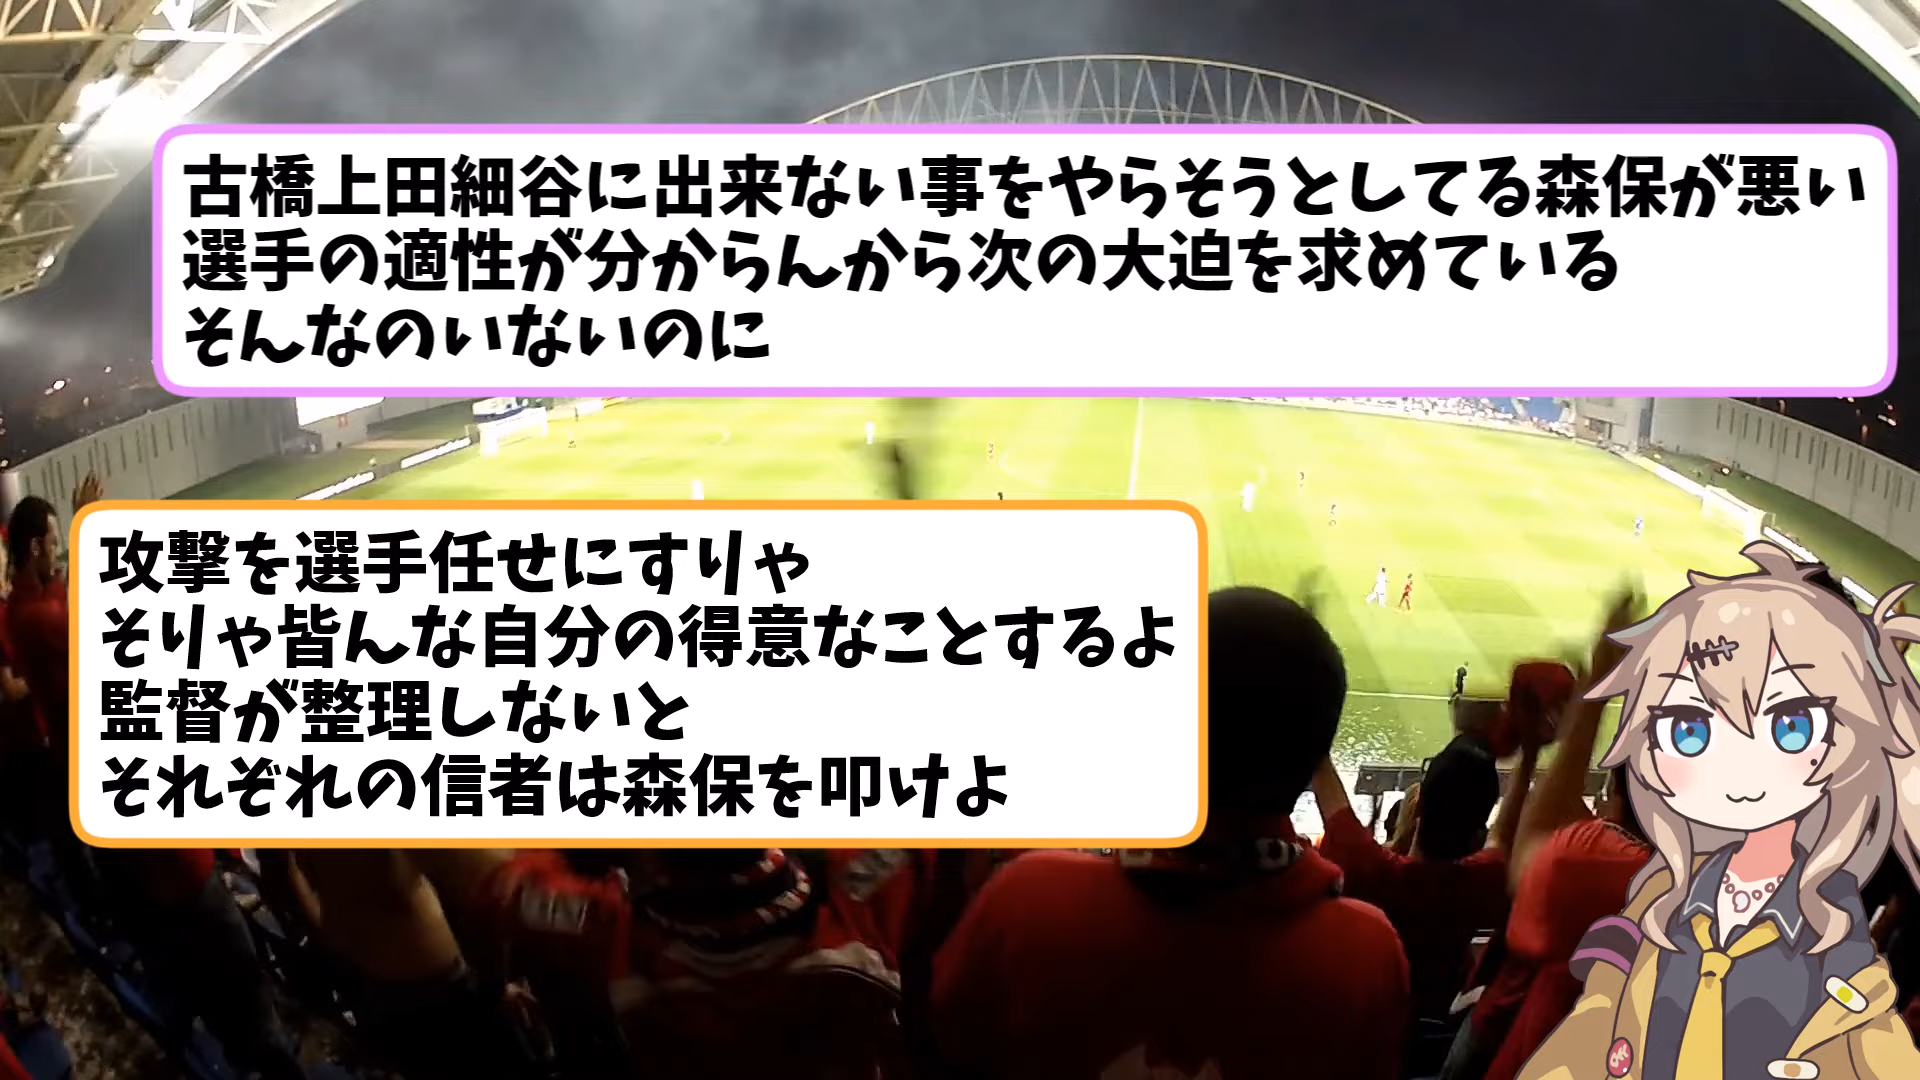 古橋上田細谷に出来ない事をやらそうとしてる森保が悪い
選手の適性が分からんから次の大迫を求めている
そんなのいないのに
攻撃を選手任せにすりゃ
そりゃ皆んな自分の得意なことするよ
監督が整理しないと
それぞれの信者は森保を叩けよ